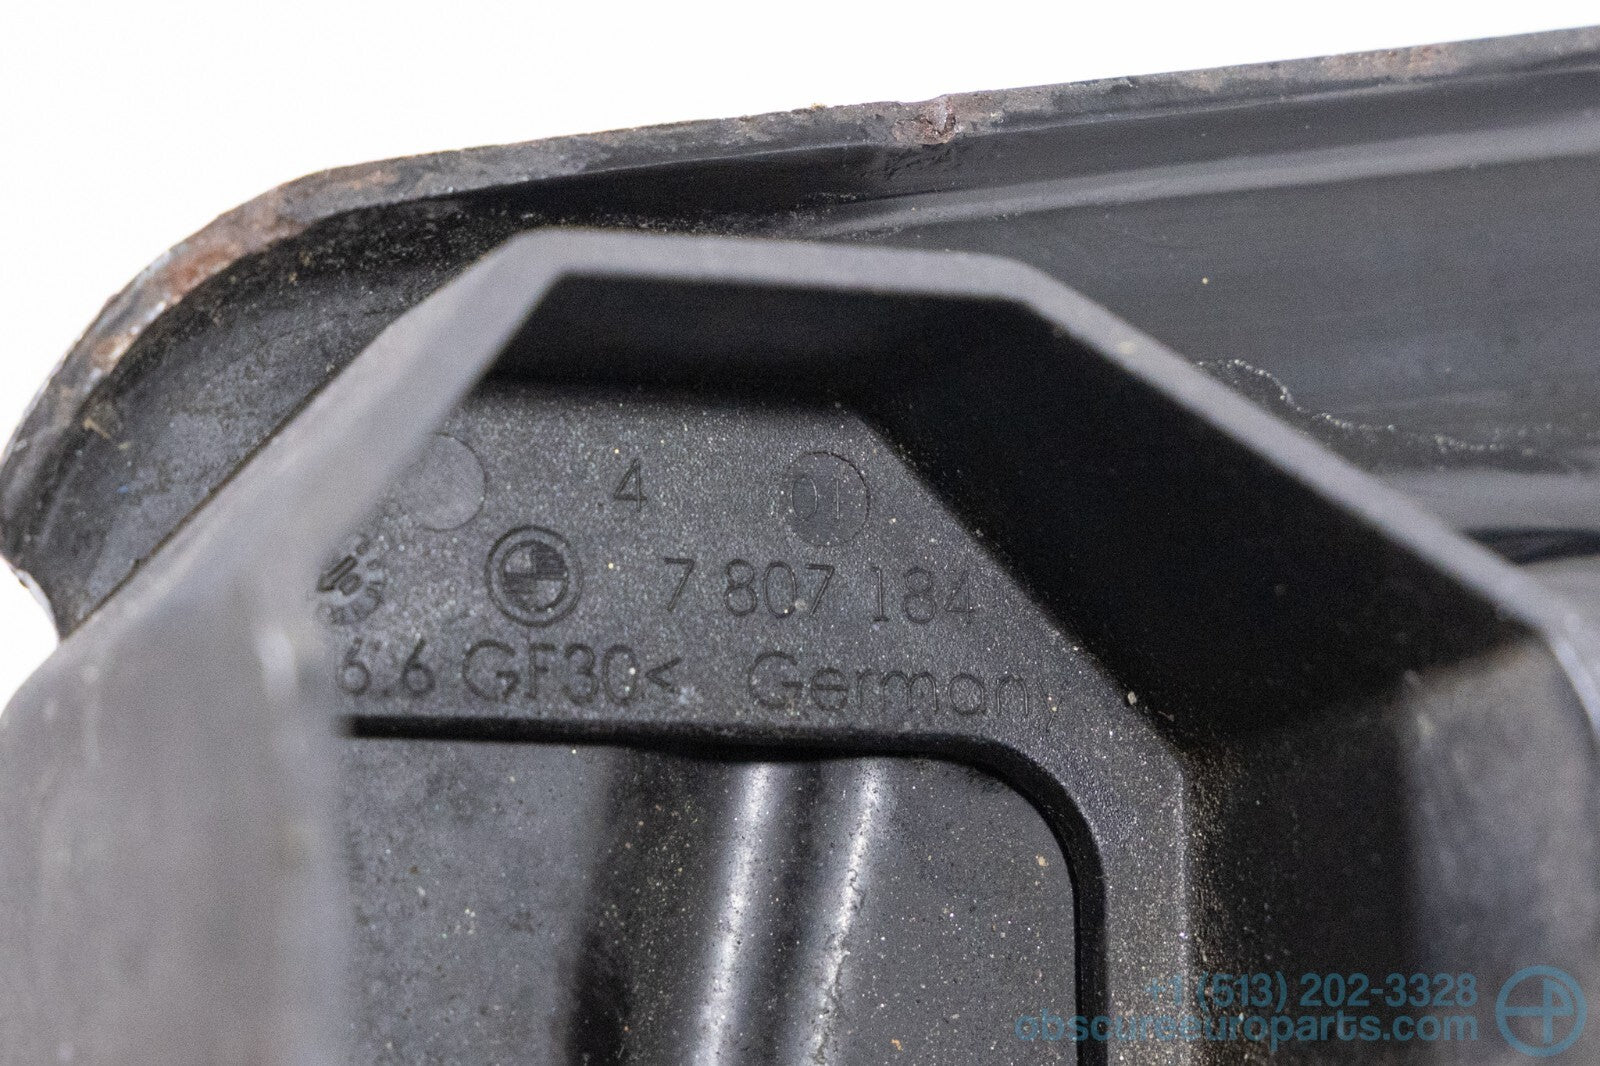 4 01
7 807 184
6.6 GF30< Germany
+1 (513) 202-3328
obscureeuroparts.com